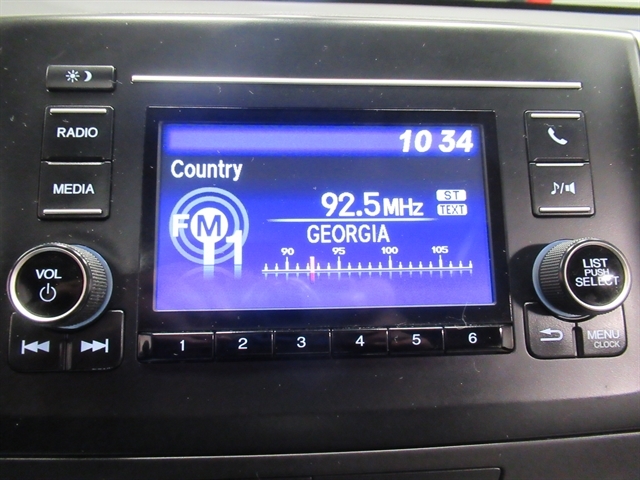 RADIO
MEDIA
VOL
10 34
Country
FM1
92.5MHz
ST
TEXT
GEORGIA
90 95 100 105
LIST
PUSH
SELECT
MENU
CLOCK
1 2 3 4 5 6